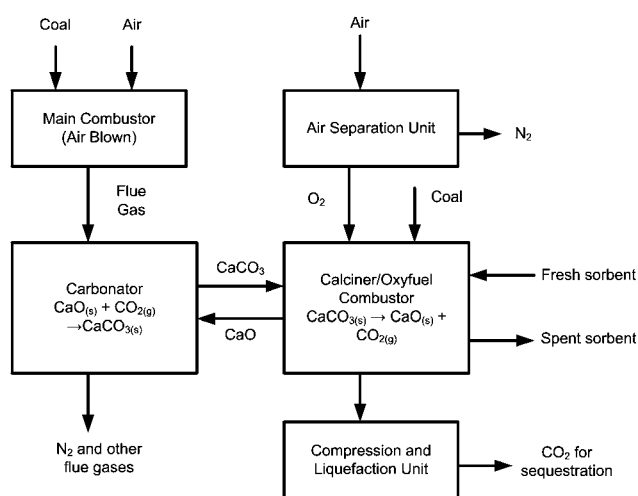 Coal
Air
Air
Main Combustor
(Air Blown)
Air Separation Unit
N2
Flue
Gas
O2
Coal
Carbonator
CaO(s) + CO2(g)
→CaCO3(s)
CaCO3
CaO
Calciner/Oxyfuel
Combustor
CaCO3(s) → CaO(s) +
CO2(g)
Fresh sorbent
Spent sorbent
N2 and other
flue gases
Compression and
Liquefaction Unit
CO2 for
sequestration